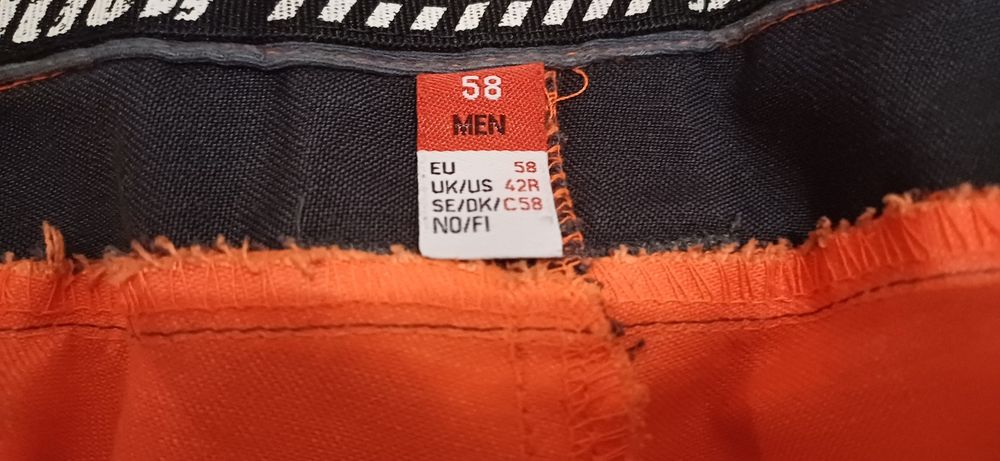 58
MEN
EU 58
UK/US 42R
SE/DK/ C58
NO/FI